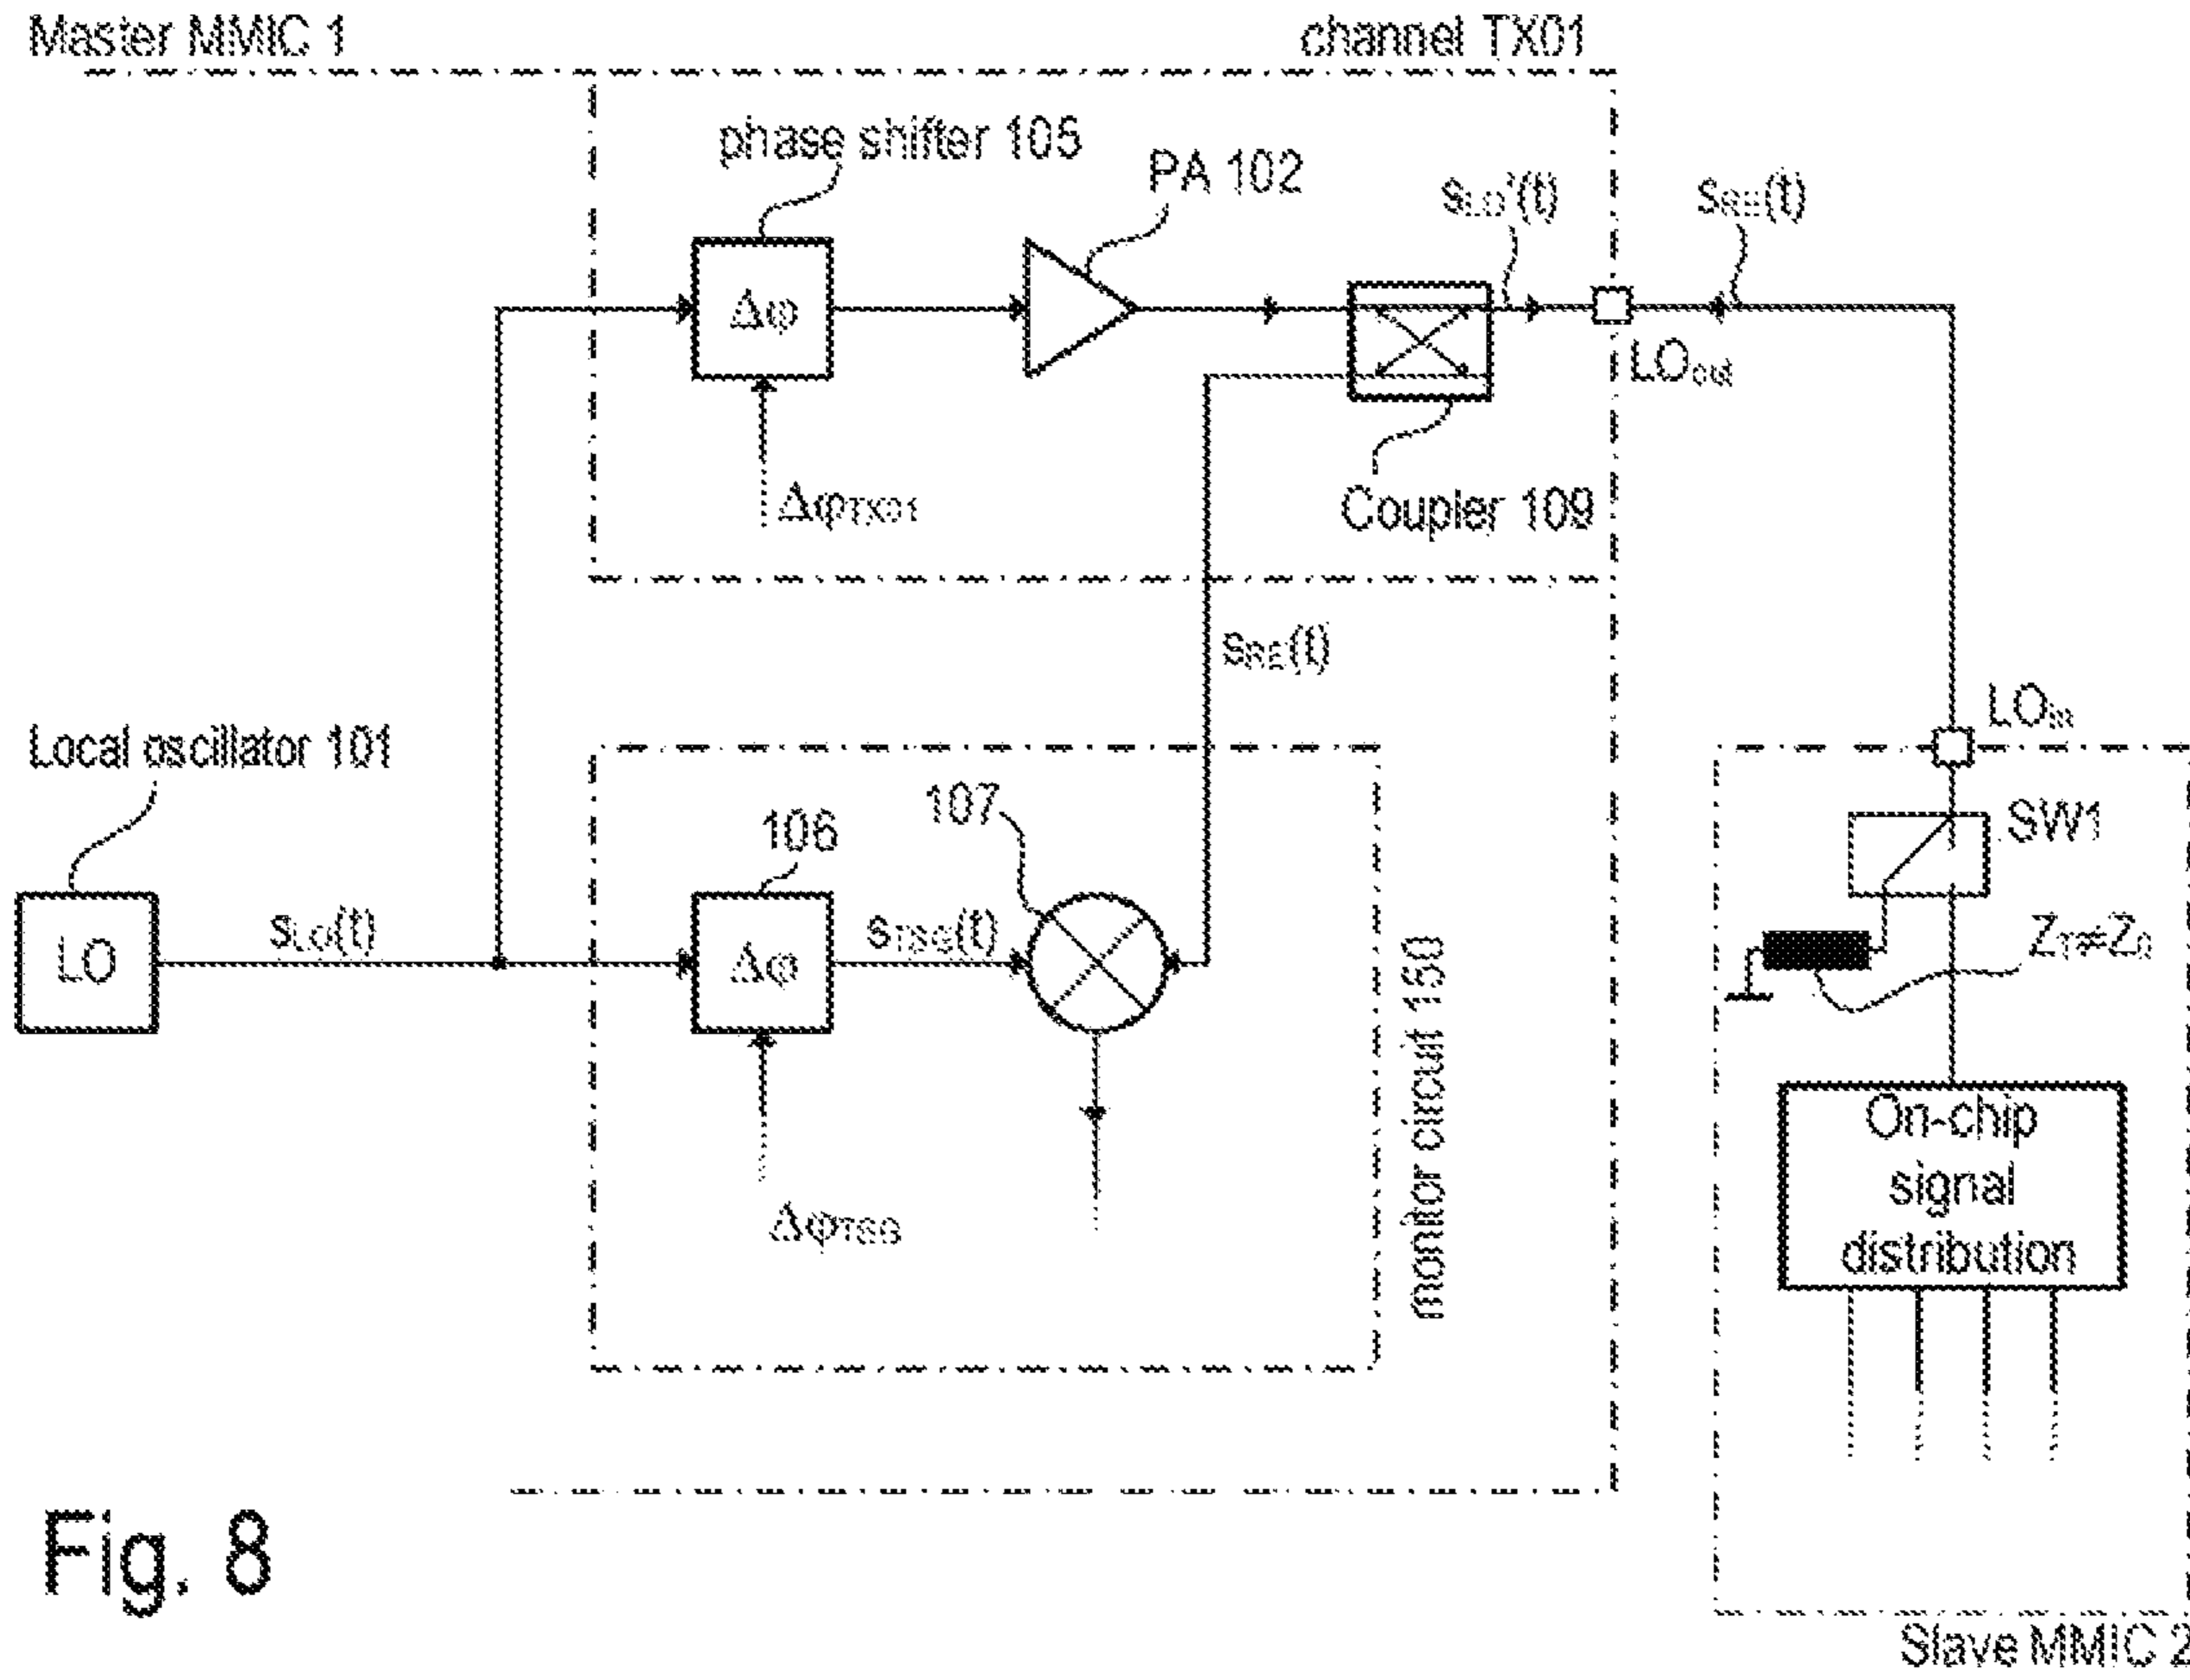 Master MMIC 1
channel TX01
phase shifter 105
PA 102
sLO'(t)
sRE(t)
Δφ
LOout
ΔφTX01
Coupler 109
sRE(t)
LOin
Local oscillator 101
106
107
SW1
LO
sLO(t)
Δφ
sTSG(t)
ZT≠Z0
monitor circuit 150
On-chip
signal
distribution
ΔφTSG
Fig. 8
Slave MMIC 2